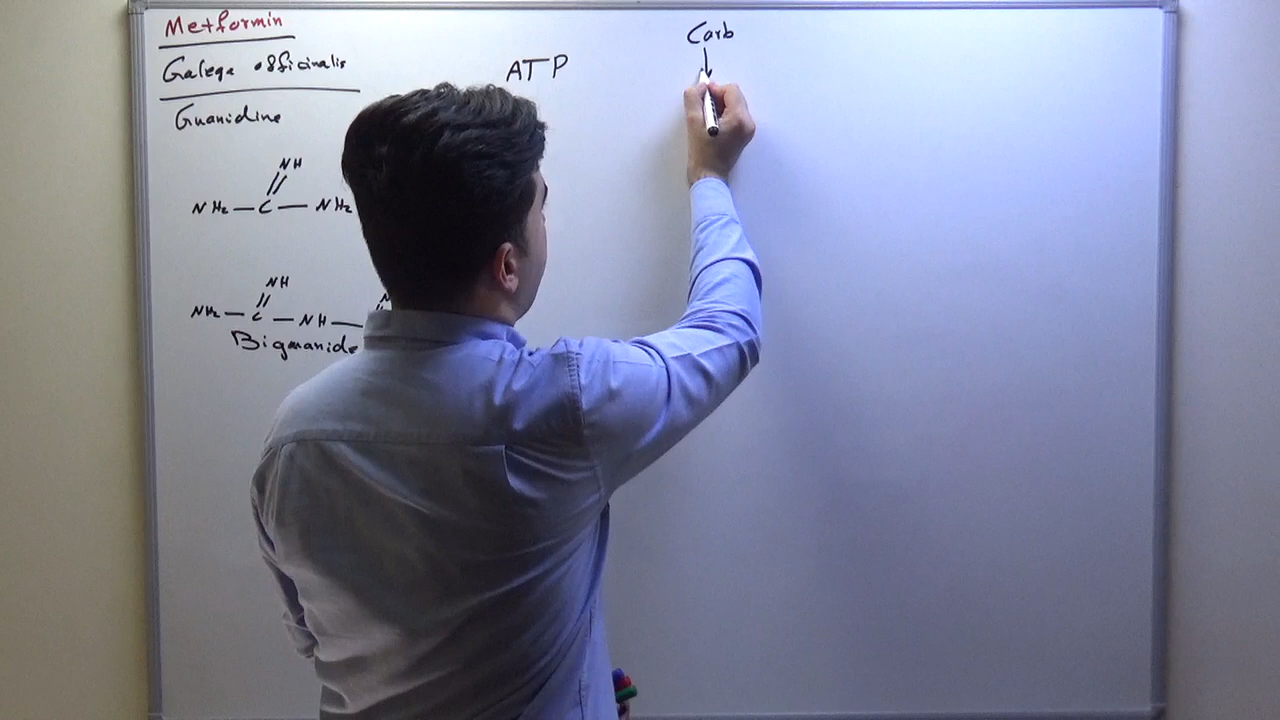 Metformin
Galega officinalis
Guanidine
NH
NH₂ — C — NH₂
NH
NH₂ — C — NH —
Biguanide
ATP
Carb